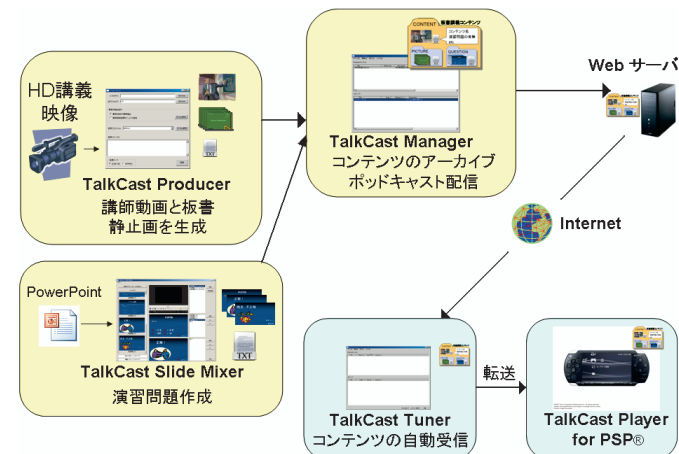 HD講義
映像
TXT
TalkCast Producer
講師動画と板書
静止画を生成
PowerPoint
TXT
TalkCast Slide Mixer
演習問題作成
CONTENT
PICTURE
QUESTION
TalkCast Manager
コンテンツのアーカイブ
ポッドキャスト配信
Web サーバ
Internet
TalkCast Tuner
コンテンツの自動受信
転送
TalkCast Player
for PSP®